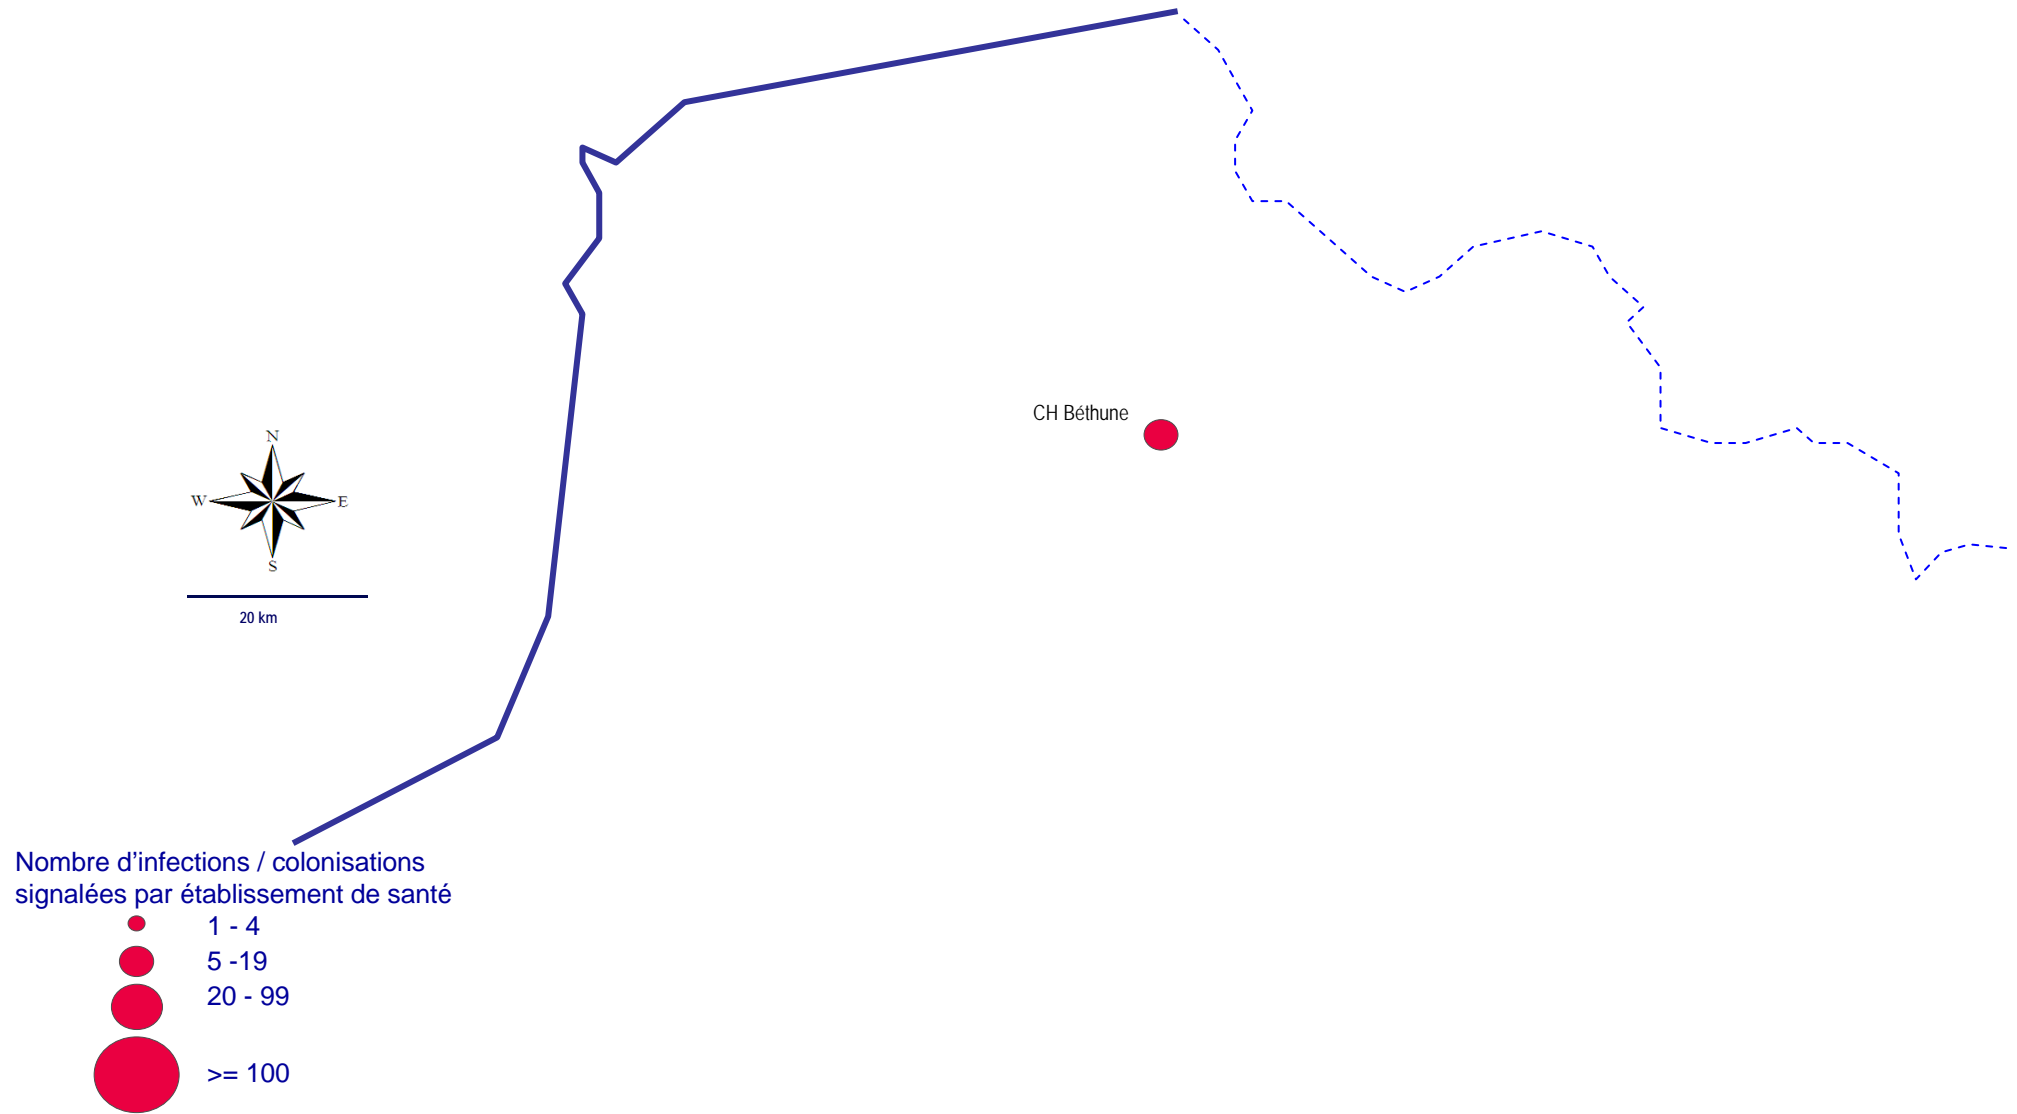 CH Béthune
N
W
E
S
20 km
Nombre d'infections / colonisations
signalées par établissement de santé
1 - 4
5 -19
20 - 99
>= 100